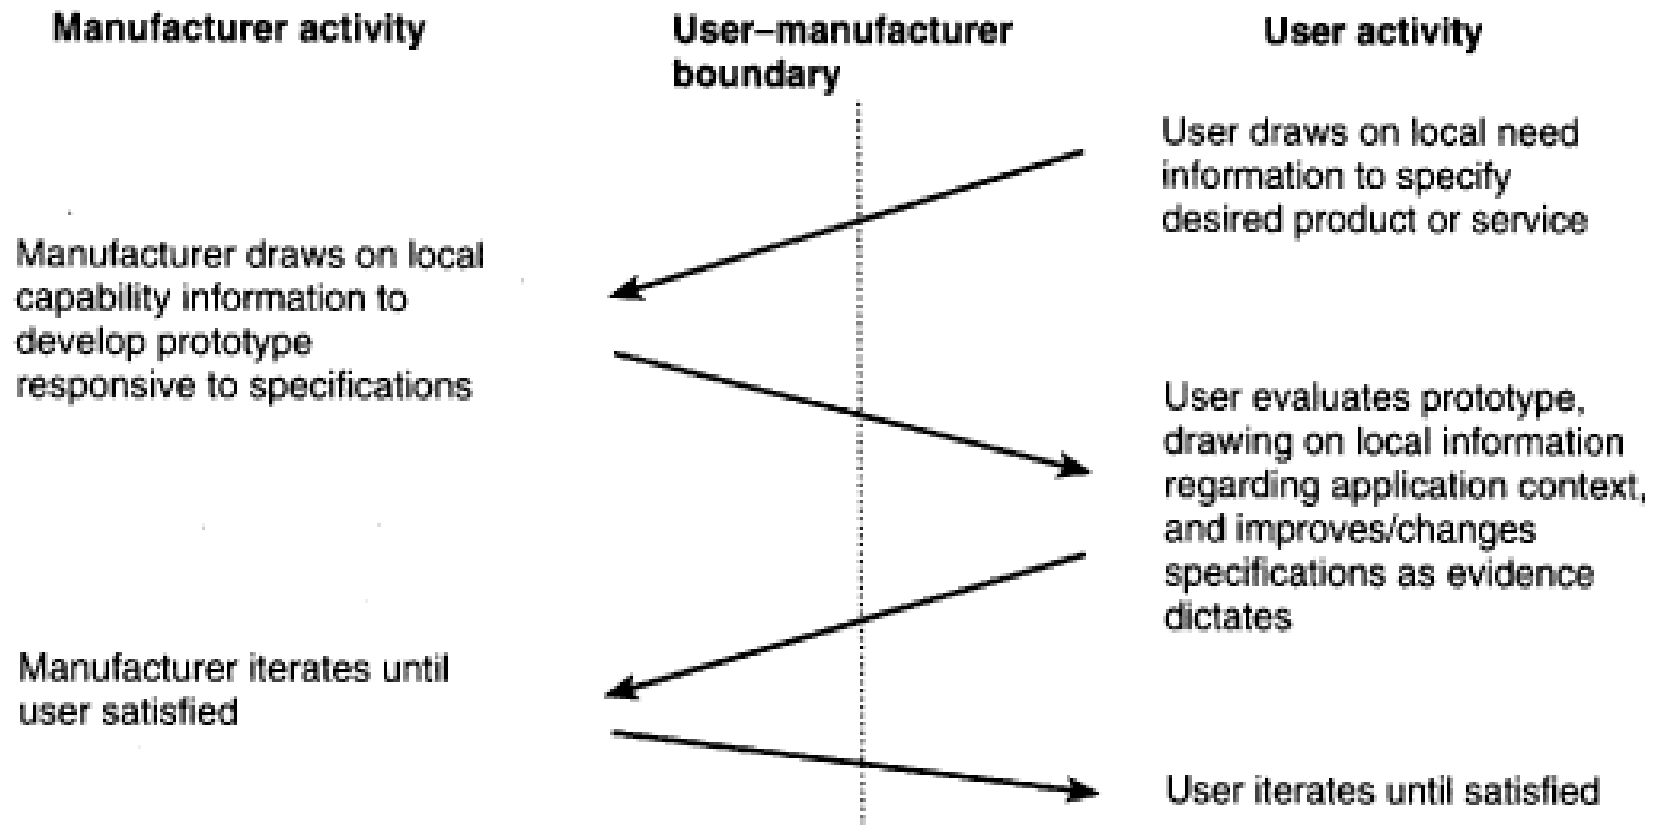 Manufacturer activity
User–manufacturer
boundary
User activity
User draws on local need
information to specify
desired product or service
Manufacturer draws on local
capability information to
develop prototype
responsive to specifications
User evaluates prototype,
drawing on local information
regarding application context,
and improves/changes
specifications as evidence
dictates
Manufacturer iterates until
user satisfied
User iterates until satisfied